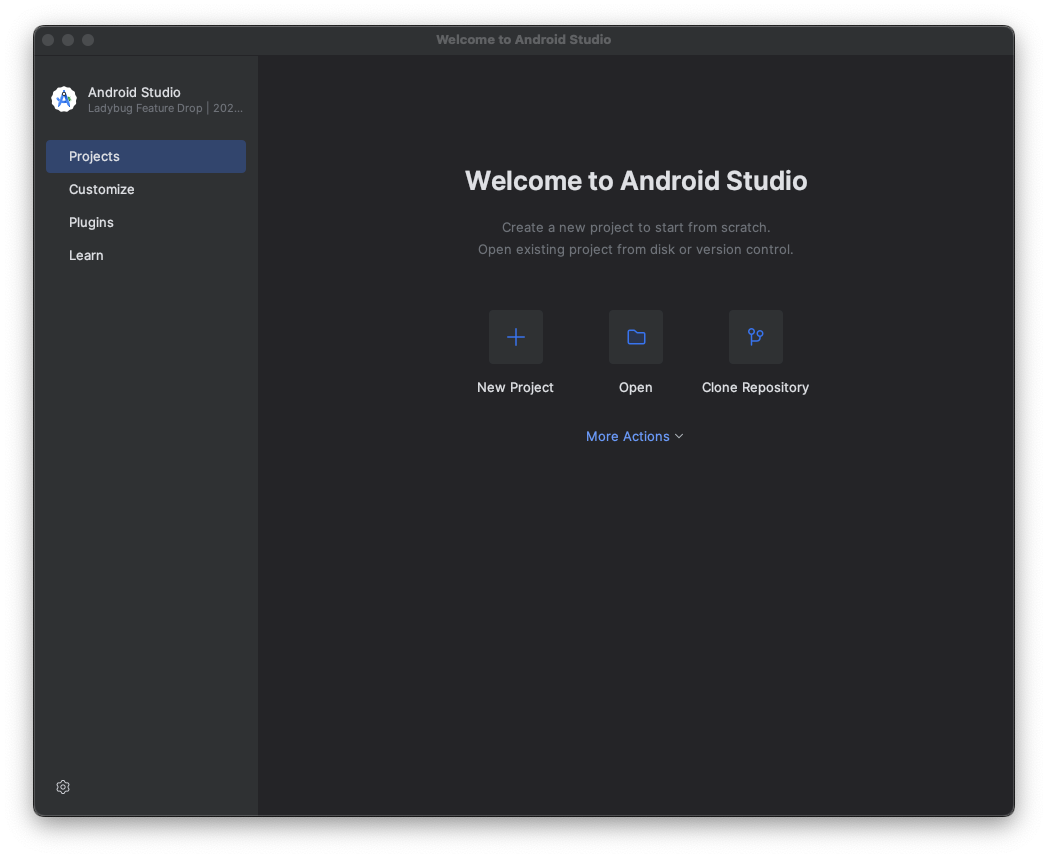 Welcome to Android Studio
Android Studio
Ladybug Feature Drop | 202...
Projects
Customize
Plugins
Learn
Welcome to Android Studio
Create a new project to start from scratch.
Open existing project from disk or version control.
New Project
Open
Clone Repository
More Actions